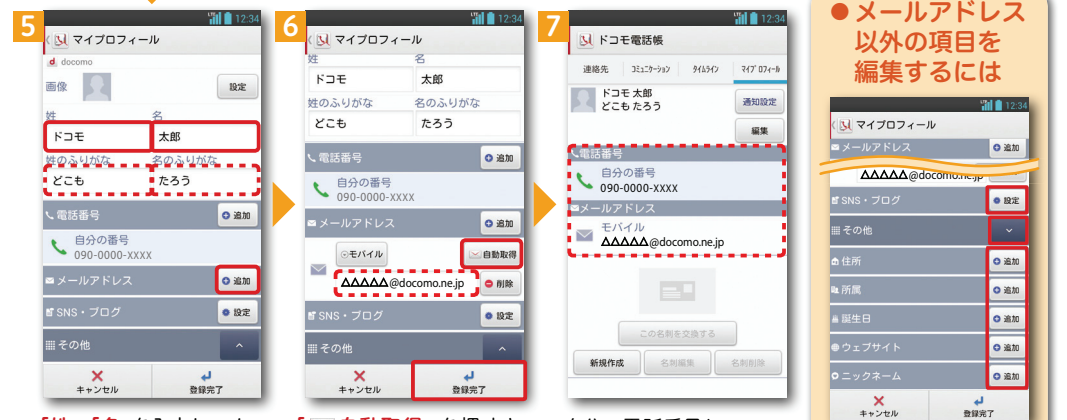 5
12:34
マイプロフィール
docomo
画像
設定
姓 名
ドコモ 太郎
姓のふりがな 名のふりがな
どこも たろう
電話番号 追加
自分の番号
090-0000-XXXX
メールアドレス 追加
SNS・ブログ 設定
その他
キャンセル 登録完了
6
12:34
マイプロフィール
姓 名
ドコモ 太郎
姓のふりがな 名のふりがな
どこも たろう
電話番号 追加
自分の番号
090-0000-XXXX
メールアドレス 追加
モバイル 自動取得
△△△△△@docomo.ne.jp 削除
SNS・ブログ 設定
その他
キャンセル 登録完了
7
12:34
ドコモ電話帳
連絡先 コミュニケーション タイムライン マイプロフィール
ドコモ 太郎
どこも たろう
通知設定
編集
電話番号
自分の番号
090-0000-XXXX
メールアドレス
モバイル
△△△△△@docomo.ne.jp
この名刺を交換する
新規作成 名刺編集 名刺削除
●メールアドレス
以外の項目を
編集するには
12:34
マイプロフィール
メールアドレス 追加
△△△△△@docomo.ne.jp
SNS・ブログ 設定
その他
住所 追加
所属 追加
誕生日 追加
ウェブサイト 追加
ニックネーム 追加
キャンセル 登録完了